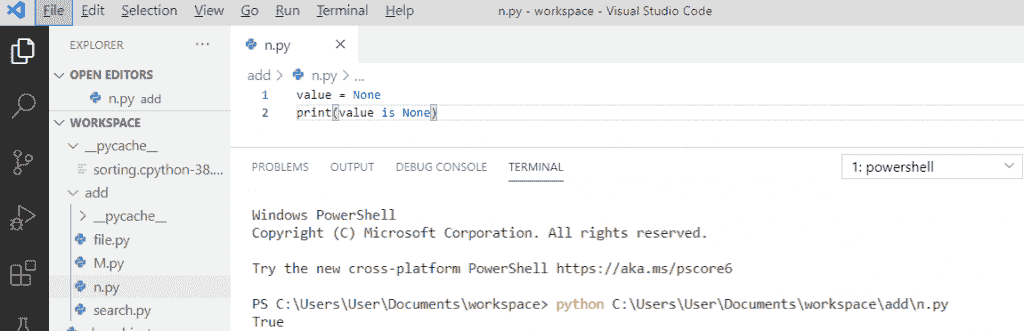 File Edit Selection View Go Run Terminal Help n.py - workspace - Visual Studio Code
EXPLORER ...
OPEN EDITORS
n.py add
WORKSPACE
__pycache__
sorting.cpython-38....
add
__pycache__
file.py
M.py
n.py
search.py
n.py
add > n.py > ...
1 value = None
2 print(value is None)
PROBLEMS OUTPUT DEBUG CONSOLE TERMINAL 1: powershell
Windows PowerShell
Copyright (C) Microsoft Corporation. All rights reserved.
Try the new cross-platform PowerShell https://aka.ms/pscore6
PS C:\Users\User\Documents\workspace> python C:\Users\User\Documents\workspace\add\n.py
True